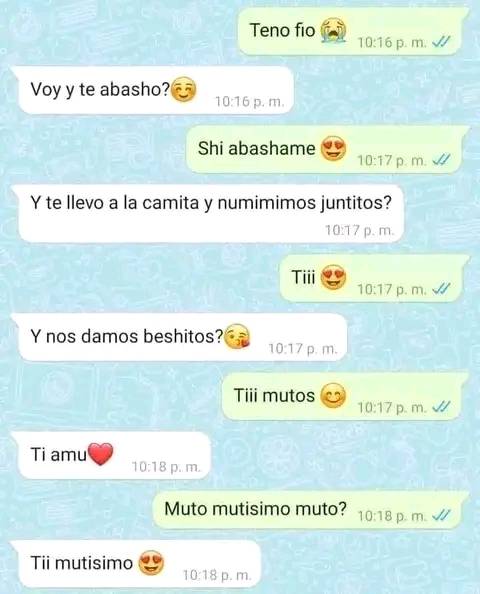 Teno fio 😭
10:16 p. m.
Voy y te abasho?☺️
10:16 p. m.
Shi abashame 😍
10:17 p. m.
Y te llevo a la camita y numimimos juntitos?
10:17 p. m.
Tiii 😍
10:17 p. m.
Y nos damos beshitos?😘
10:17 p. m.
Tiii mutos 😊
10:17 p. m.
Ti amu❤️
10:18 p. m.
Muto mutisimo muto?
10:18 p. m.
Tii mutisimo 😍
10:18 p. m.